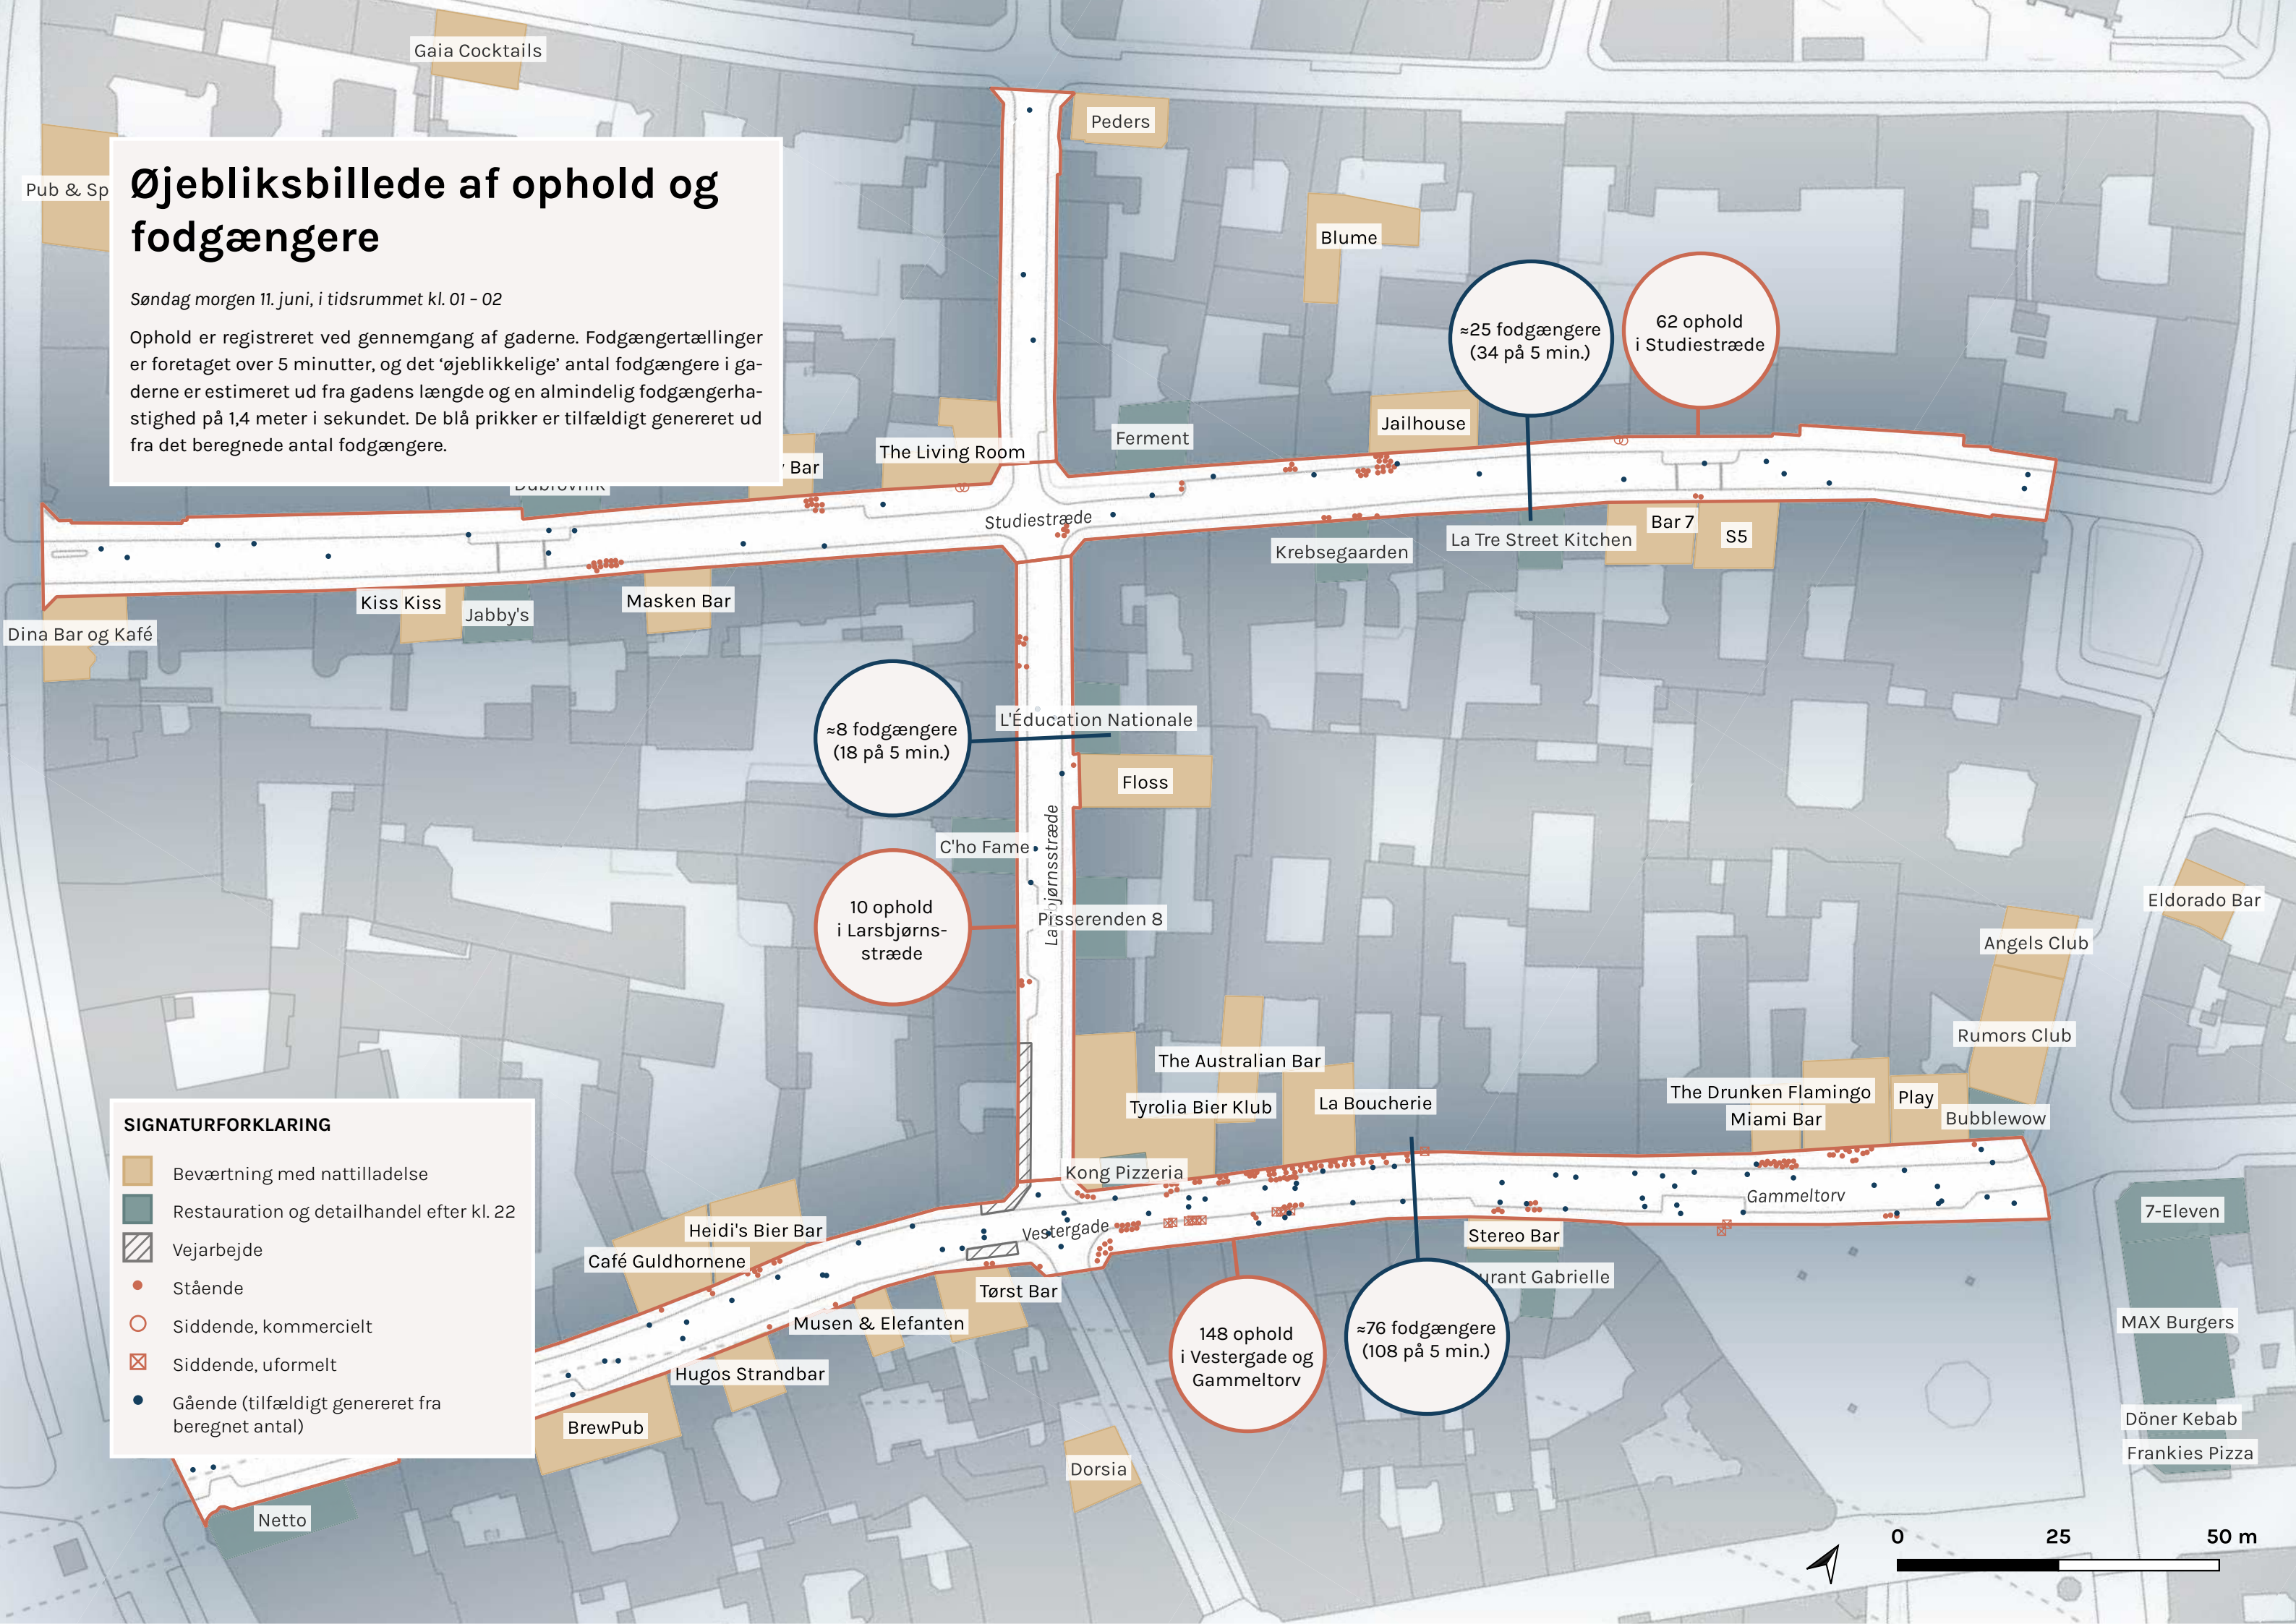 Gaia Cocktails
Peders
Pub & Sp
Øjebliksbillede af ophold og
fodgængere
Søndag morgen 11. juni, i tidsrummet kl. 01 – 02
Ophold er registreret ved gennemgang af gaderne. Fodgængertællinger
er foretaget over 5 minutter, og det ‘øjeblikkelige’ antal fodgængere i ga-
derne er estimeret ud fra gadens længde og en almindelig fodgængerha-
stighed på 1,4 meter i sekundet. De blå prikker er tilfældigt genereret ud
fra det beregnede antal fodgængere.
Blume
≈25 fodgængere
(34 på 5 min.)
62 ophold
i Studiestræde
Jailhouse
Ferment
The Living Room
Bar
Dubrovnik
Studiestræde
Bar 7
S5
La Tre Street Kitchen
Krebsegaarden
Kiss Kiss
Jabby's
Masken Bar
Dina Bar og Kafé
≈8 fodgængere
(18 på 5 min.)
L'Éducation Nationale
Floss
C'ho Fame
10 ophold
i Larsbjørns-
stræde
La bjørnsstræde
Pisserenden 8
Eldorado Bar
Angels Club
Rumors Club
The Australian Bar
Tyrolia Bier Klub
La Boucherie
The Drunken Flamingo
Miami Bar
Play
Bubblewow
Kong Pizzeria
Gammeltorv
Vestergade
7-Eleven
Heidi's Bier Bar
Café Guldhornene
Stereo Bar
urant Gabrielle
Tørst Bar
Musen & Elefanten
Hugos Strandbar
BrewPub
MAX Burgers
148 ophold
i Vestergade og
Gammeltorv
≈76 fodgængere
(108 på 5 min.)
Döner Kebab
Frankies Pizza
Dorsia
Netto
SIGNATURFORKLARING
Beværtning med nattilladelse
Restauration og detailhandel efter kl. 22
Vejarbejde
Stående
Siddende, kommercielt
Siddende, uformelt
Gående (tilfældigt genereret fra
beregnet antal)
0 25 50 m